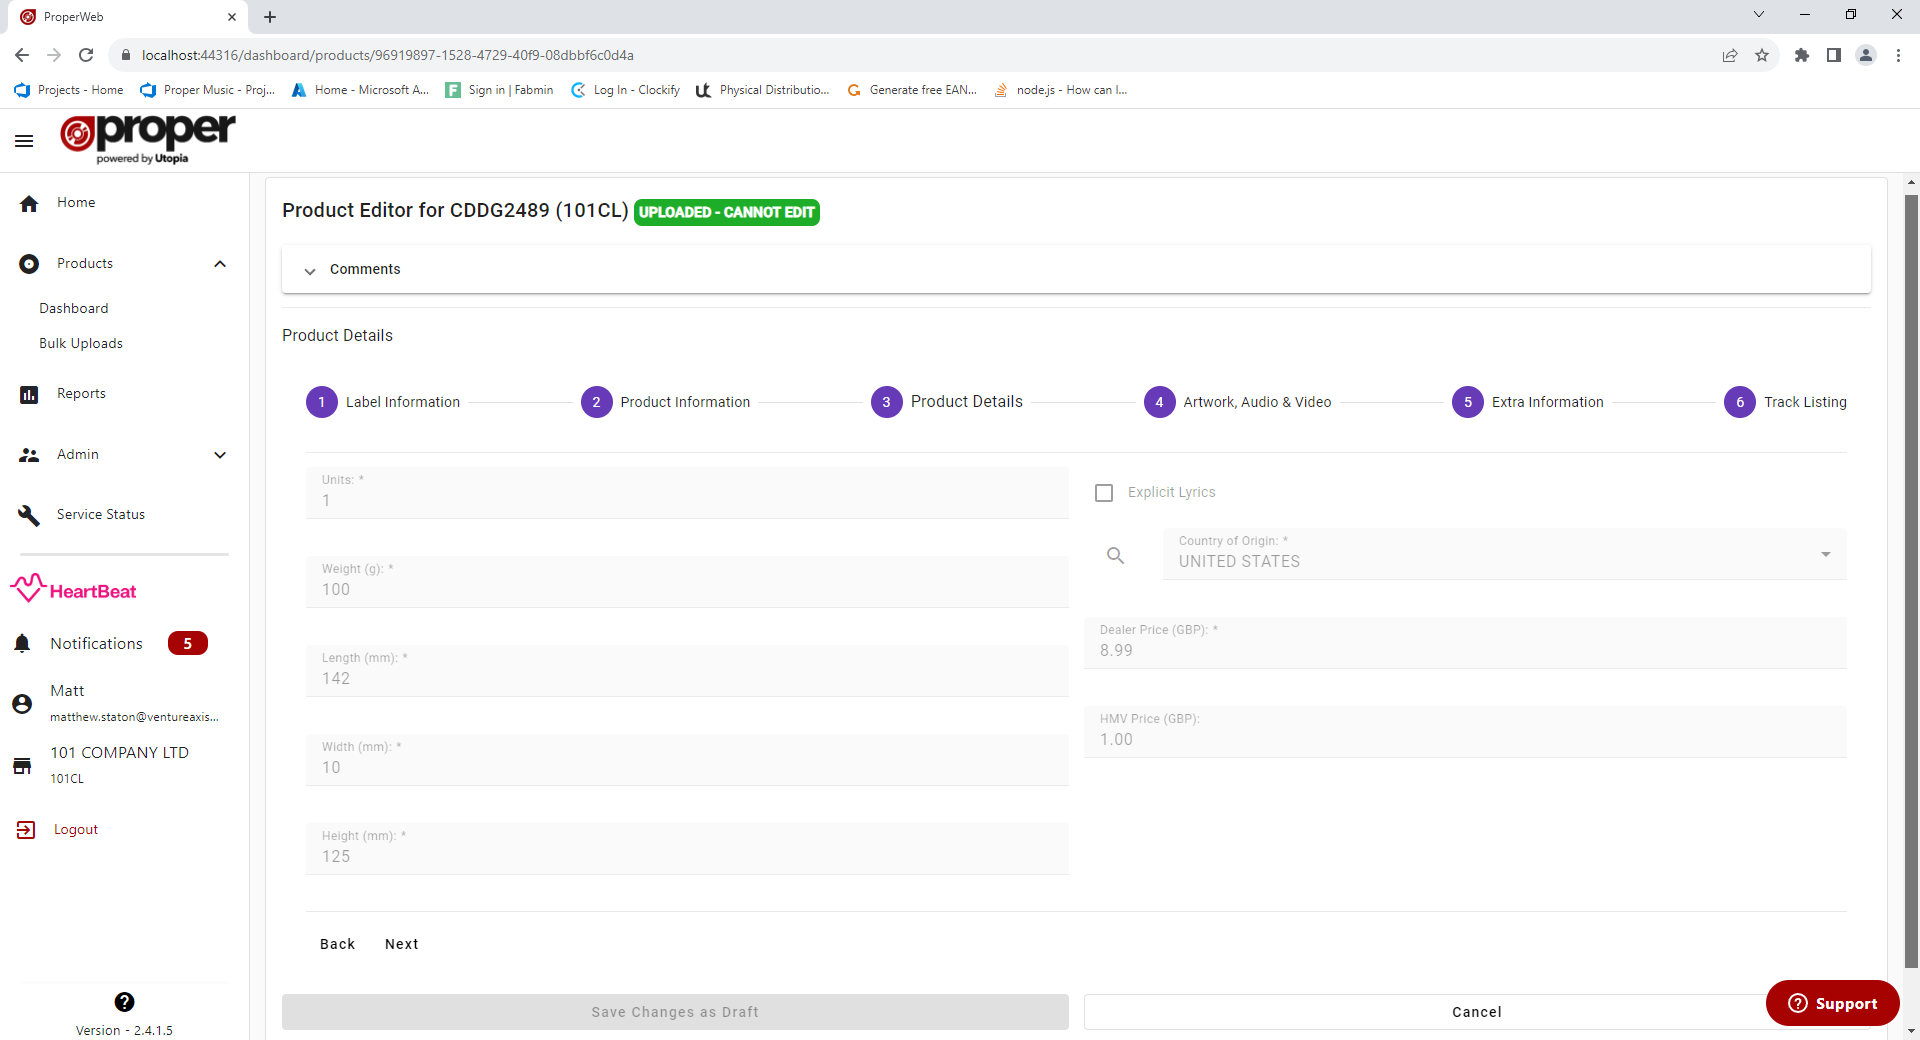 ProperWeb
localhost:44316/dashboard/products/96919897-1528-4729-40f9-08dbbf6c0d4a
Projects - Home
Proper Music - Proj...
Home - Microsoft A...
Sign in | Fabmin
Log In - Clockify
Physical Distributio...
Generate free EAN...
node.js - How can I...
proper
powered by Utopia
Home
Products
Dashboard
Bulk Uploads
Reports
Admin
Service Status
HeartBeat
Notifications 5
Matt
matthew.staton@ventureaxis...
101 COMPANY LTD
101CL
Logout
Version - 2.4.1.5
Product Editor for CDDG2489 (101CL) UPLOADED - CANNOT EDIT
Comments
Product Details
1 Label Information
2 Product Information
3 Product Details
4 Artwork, Audio & Video
5 Extra Information
6 Track Listing
Units: *
1
Weight (g): *
100
Length (mm): *
142
Width (mm): *
10
Height (mm): *
125
Explicit Lyrics
Country of Origin: *
UNITED STATES
Dealer Price (GBP): *
8.99
HMV Price (GBP):
1.00
Back
Next
Save Changes as Draft
Cancel
Support